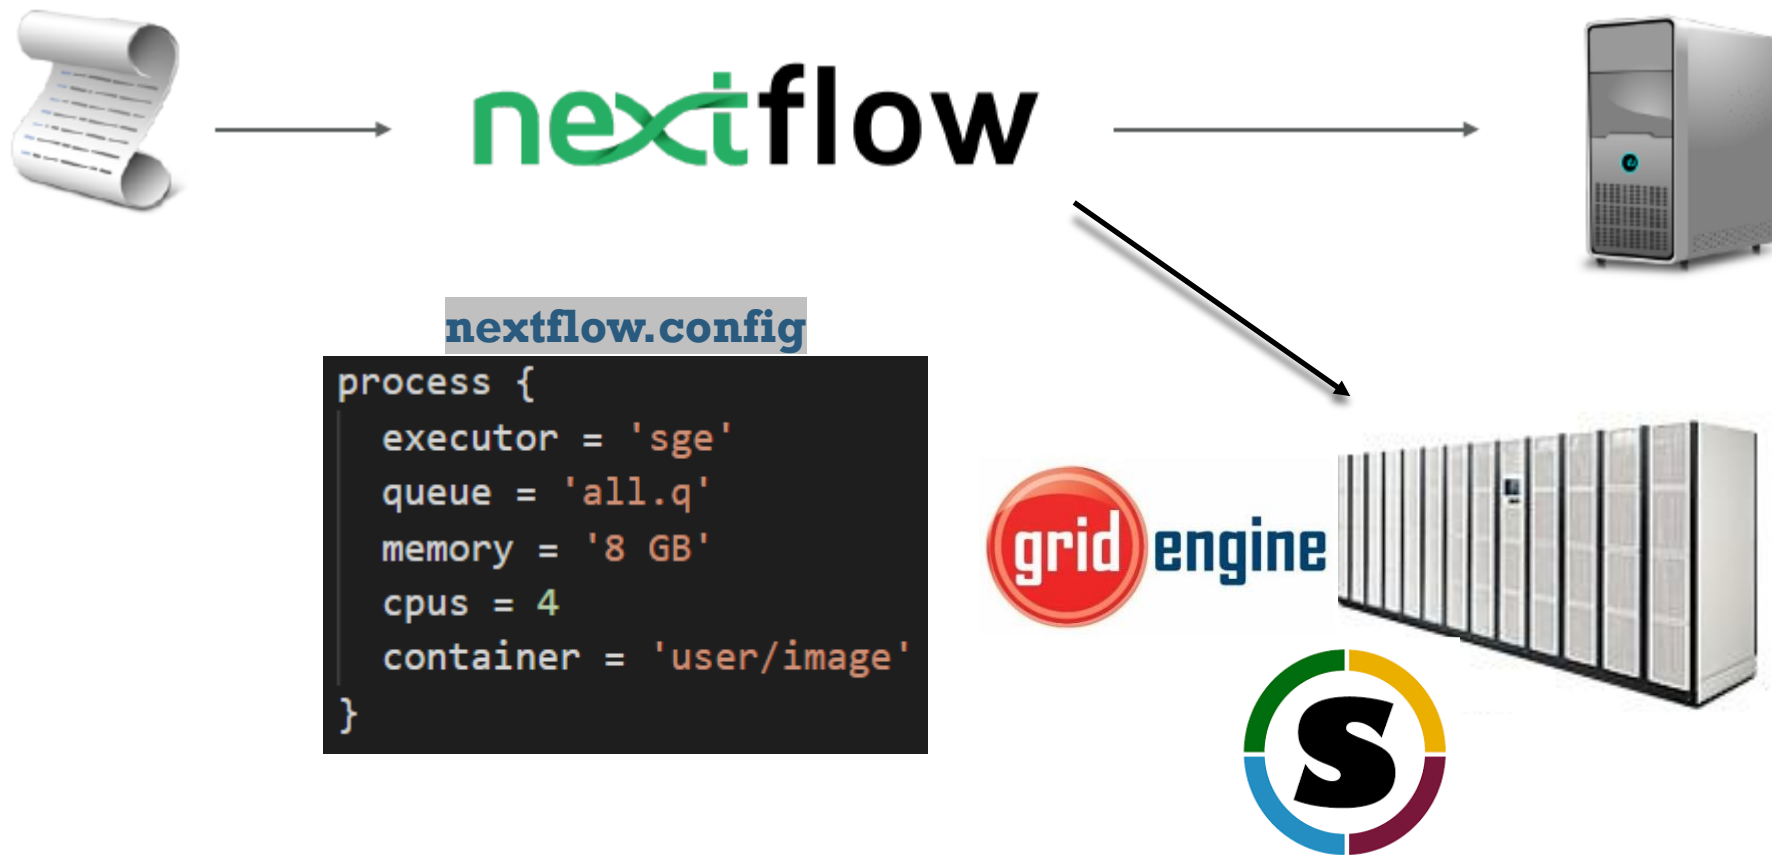 nextflow
nextflow.config
process {
executor = 'sge'
queue = 'all.q'
memory = '8 GB'
cpus = 4
container = 'user/image'
}
grid engine
S